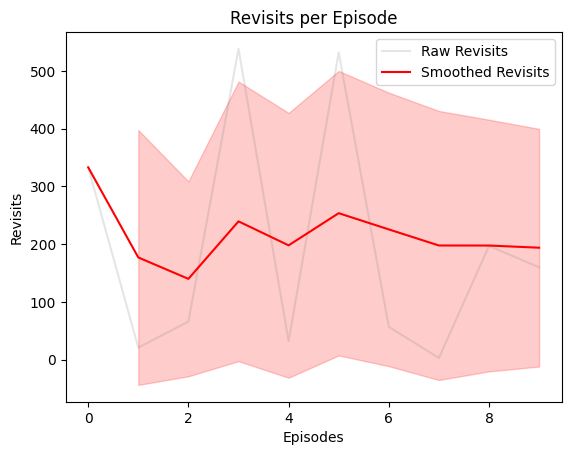 Revisits per Episode
Raw Revisits
Smoothed Revisits
500
400
300
200
100
0
Revisits
0 2 4 6 8
Episodes